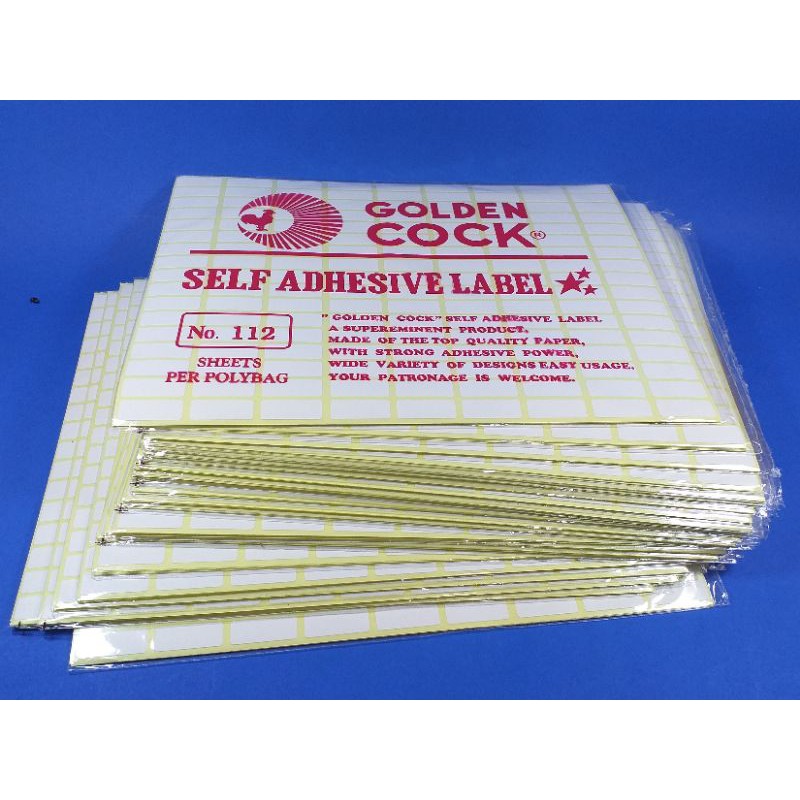 GOLDEN
COCK®
SELF ADHESIVE LABEL
No. 112
SHEETS
PER POLYBAG
"GOLDEN COCK" SELF ADHESIVE LABEL
A SUPEREMINENT PRODUCT,
MADE OF THE TOP QUALITY PAPER,
WITH STRONG ADHESIVE POWER,
WIDE VARIETY OF DESIGNS EASY USAGE,
YOUR PATRONAGE IS WELCOME.